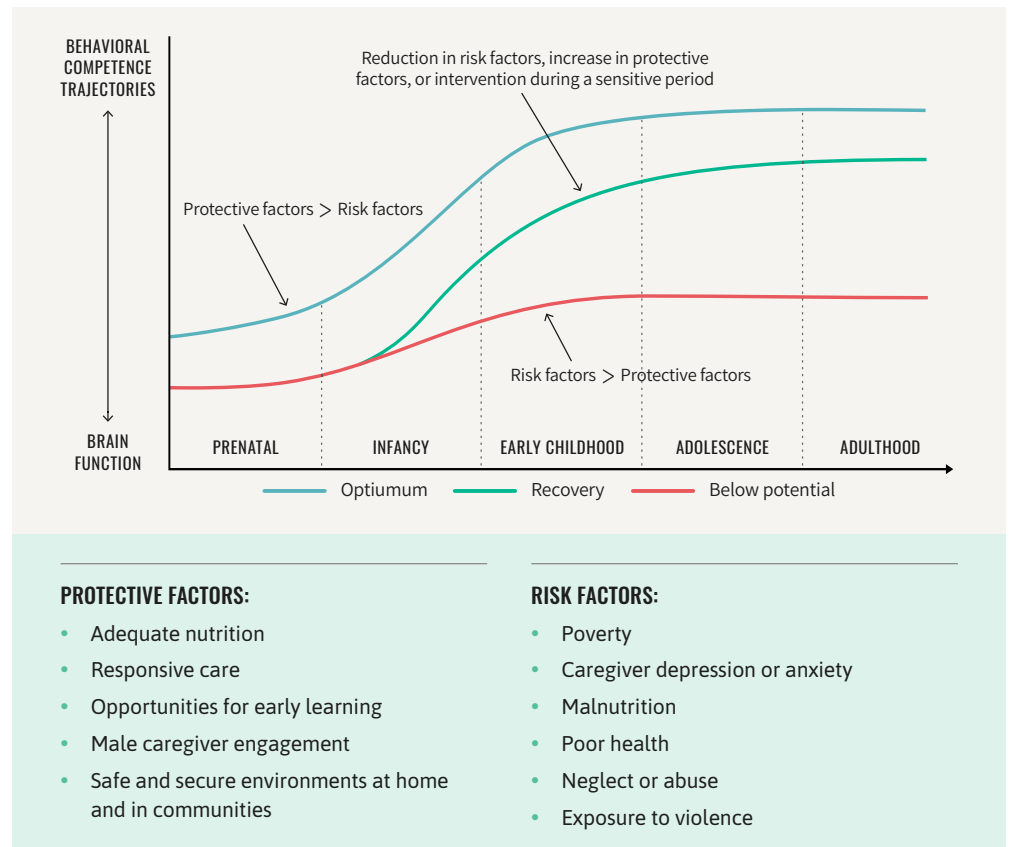 BEHAVIORAL
COMPETENCE
TRAJECTORIES
Reduction in risk factors, increase in protective
factors, or intervention during a sensitive period
Protective factors > Risk factors
Risk factors > Protective factors
BRAIN
FUNCTION
PRENATAL
INFANCY
EARLY CHILDHOOD
ADOLESCENCE
ADULTHOOD
Optiumum
Recovery
Below potential
PROTECTIVE FACTORS:
• Adequate nutrition
• Responsive care
• Opportunities for early learning
• Male caregiver engagement
• Safe and secure environments at home
and in communities
RISK FACTORS:
• Poverty
• Caregiver depression or anxiety
• Malnutrition
• Poor health
• Neglect or abuse
• Exposure to violence